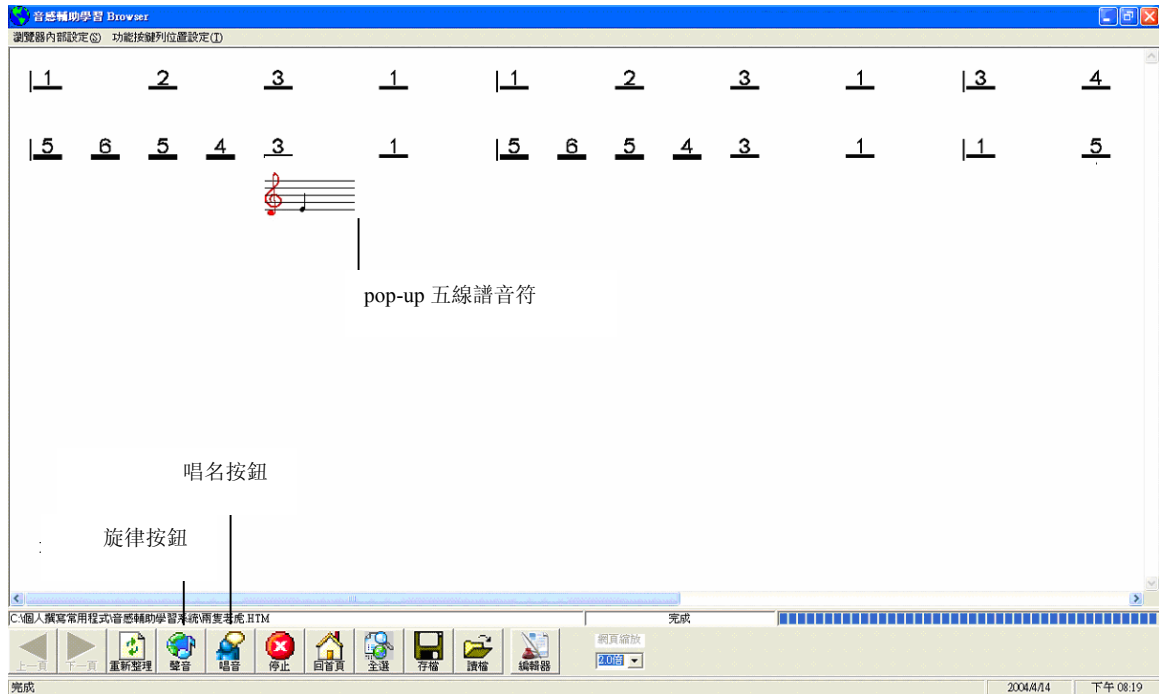 音感輔助學習 Browser
瀏覽器內部設定(S) 功能按鍵列位置設定(I)
|1 2 3 1 |1 2 3 1 |3 4
|5 6 5 4 3 1 |5 6 5 4 3 1 |1 5
pop-up 五線譜音符
唱名按鈕
旋律按鈕
C:\個人撰寫常用程式\音感輔助學習系統\兩隻老虎.HTM 完成
網頁縮放
2.0倍
上一頁 下一頁 重新整理 聲音 唱音 停止 回首頁 全選 存檔 讀檔 編輯器
完成 2004/4/14 下午 08:19